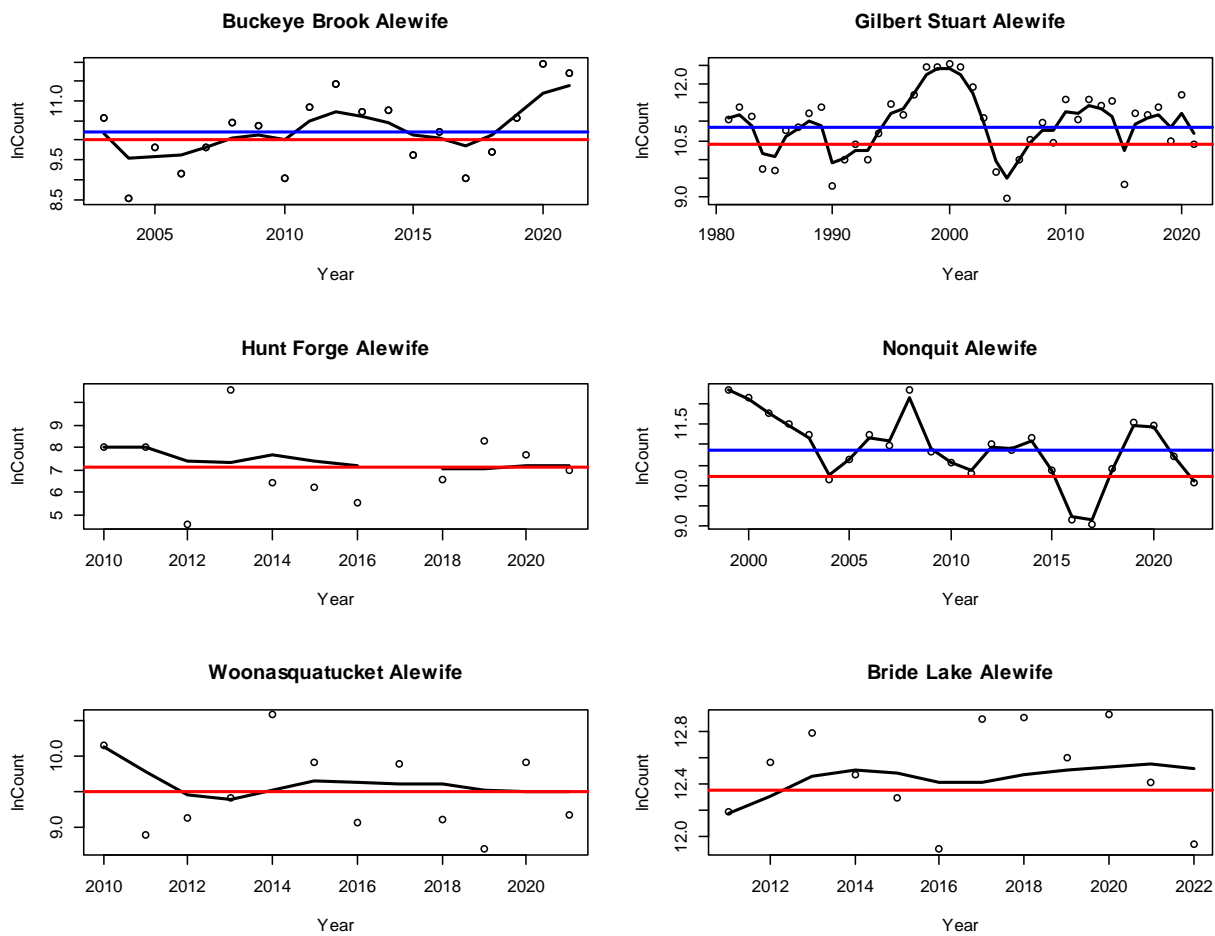 Buckeye Brook Alewife
lnCount
11.0
9.5
8.5
2005 2010 2015 2020
Year
Gilbert Stuart Alewife
lnCount
12.0
10.5
9.0
1980 1990 2000 2010 2020
Year
Hunt Forge Alewife
lnCount
9
8
7
6
5
2010 2012 2014 2016 2018 2020
Year
Nonquit Alewife
lnCount
11.5
10.0
9.0
2000 2005 2010 2015 2020
Year
Woonasquatucket Alewife
lnCount
10.0
9.0
2010 2012 2014 2016 2018 2020
Year
Bride Lake Alewife
lnCount
12.8
12.4
12.0
2012 2014 2016 2018 2020 2022
Year